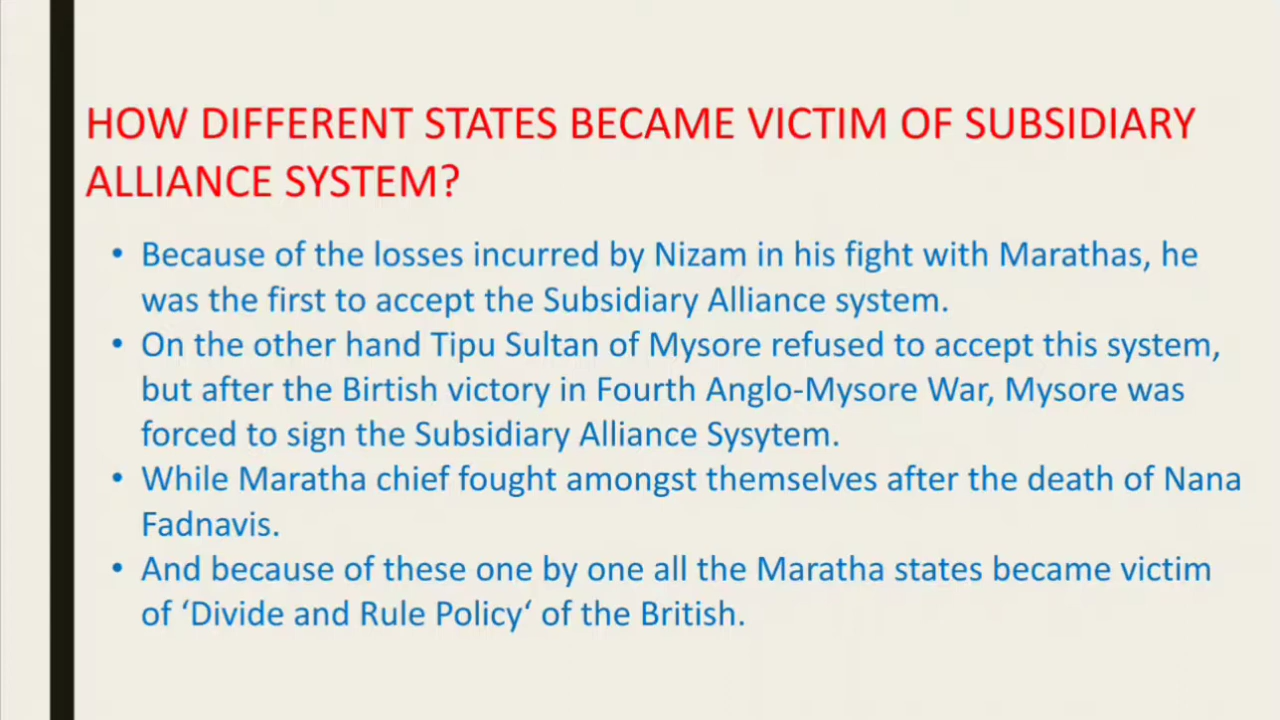 HOW DIFFERENT STATES BECAME VICTIM OF SUBSIDIARY
ALLIANCE SYSTEM?
• Because of the losses incurred by Nizam in his fight with Marathas, he
was the first to accept the Subsidiary Alliance system.
• On the other hand Tipu Sultan of Mysore refused to accept this system,
but after the Birtish victory in Fourth Anglo-Mysore War, Mysore was
forced to sign the Subsidiary Alliance Sysytem.
• While Maratha chief fought amongst themselves after the death of Nana
Fadnavis.
• And because of these one by one all the Maratha states became victim
of ‘Divide and Rule Policy‘ of the British.